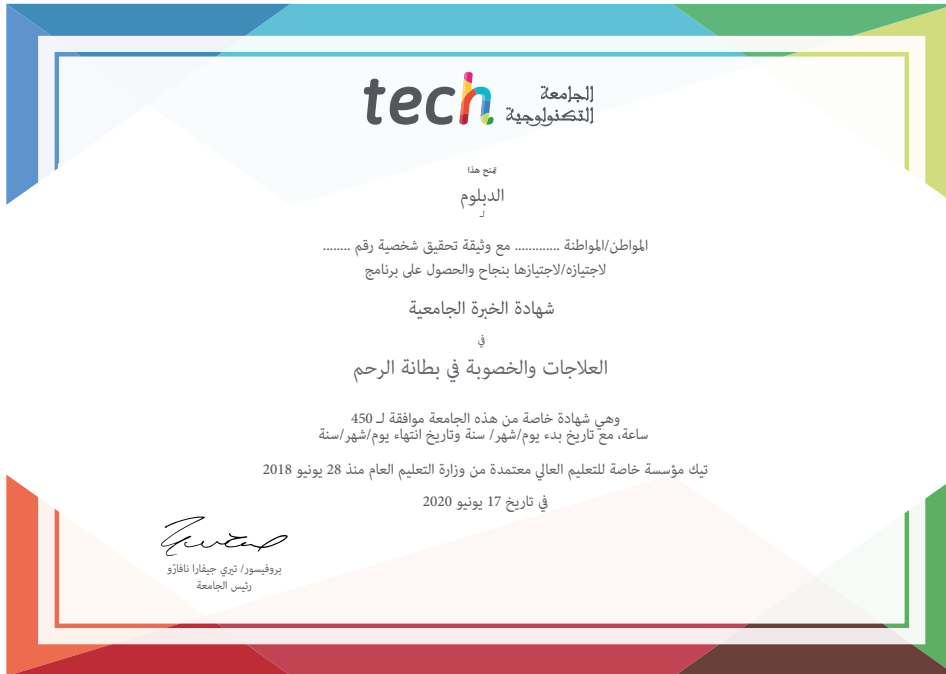 tech الجامعة
التكنولوجية
تمنح هذا
الدبلوم
لـ
المواطن/المواطنة ............. مع وثيقة تحقيق شخصية رقم ........
لاجتيازه/لاجتيازها بنجاح والحصول على برنامج
شهادة الخبرة الجامعية
في
العلاجات والخصوبة في بطانة الرحم
وهي شهادة خاصة من هذه الجامعة موافقة لـ 450
ساعة، مع تاريخ بدء يوم/شهر/ سنة وتاريخ انتهاء يوم/شهر/سنة
تيك مؤسسة خاصة للتعليم العالي معتمدة من وزارة التعليم العام منذ 28 يونيو 2018
في تاريخ 17 يونيو 2020
بروفيسور/ تيري جيفارا نافارّو
رئيس الجامعة